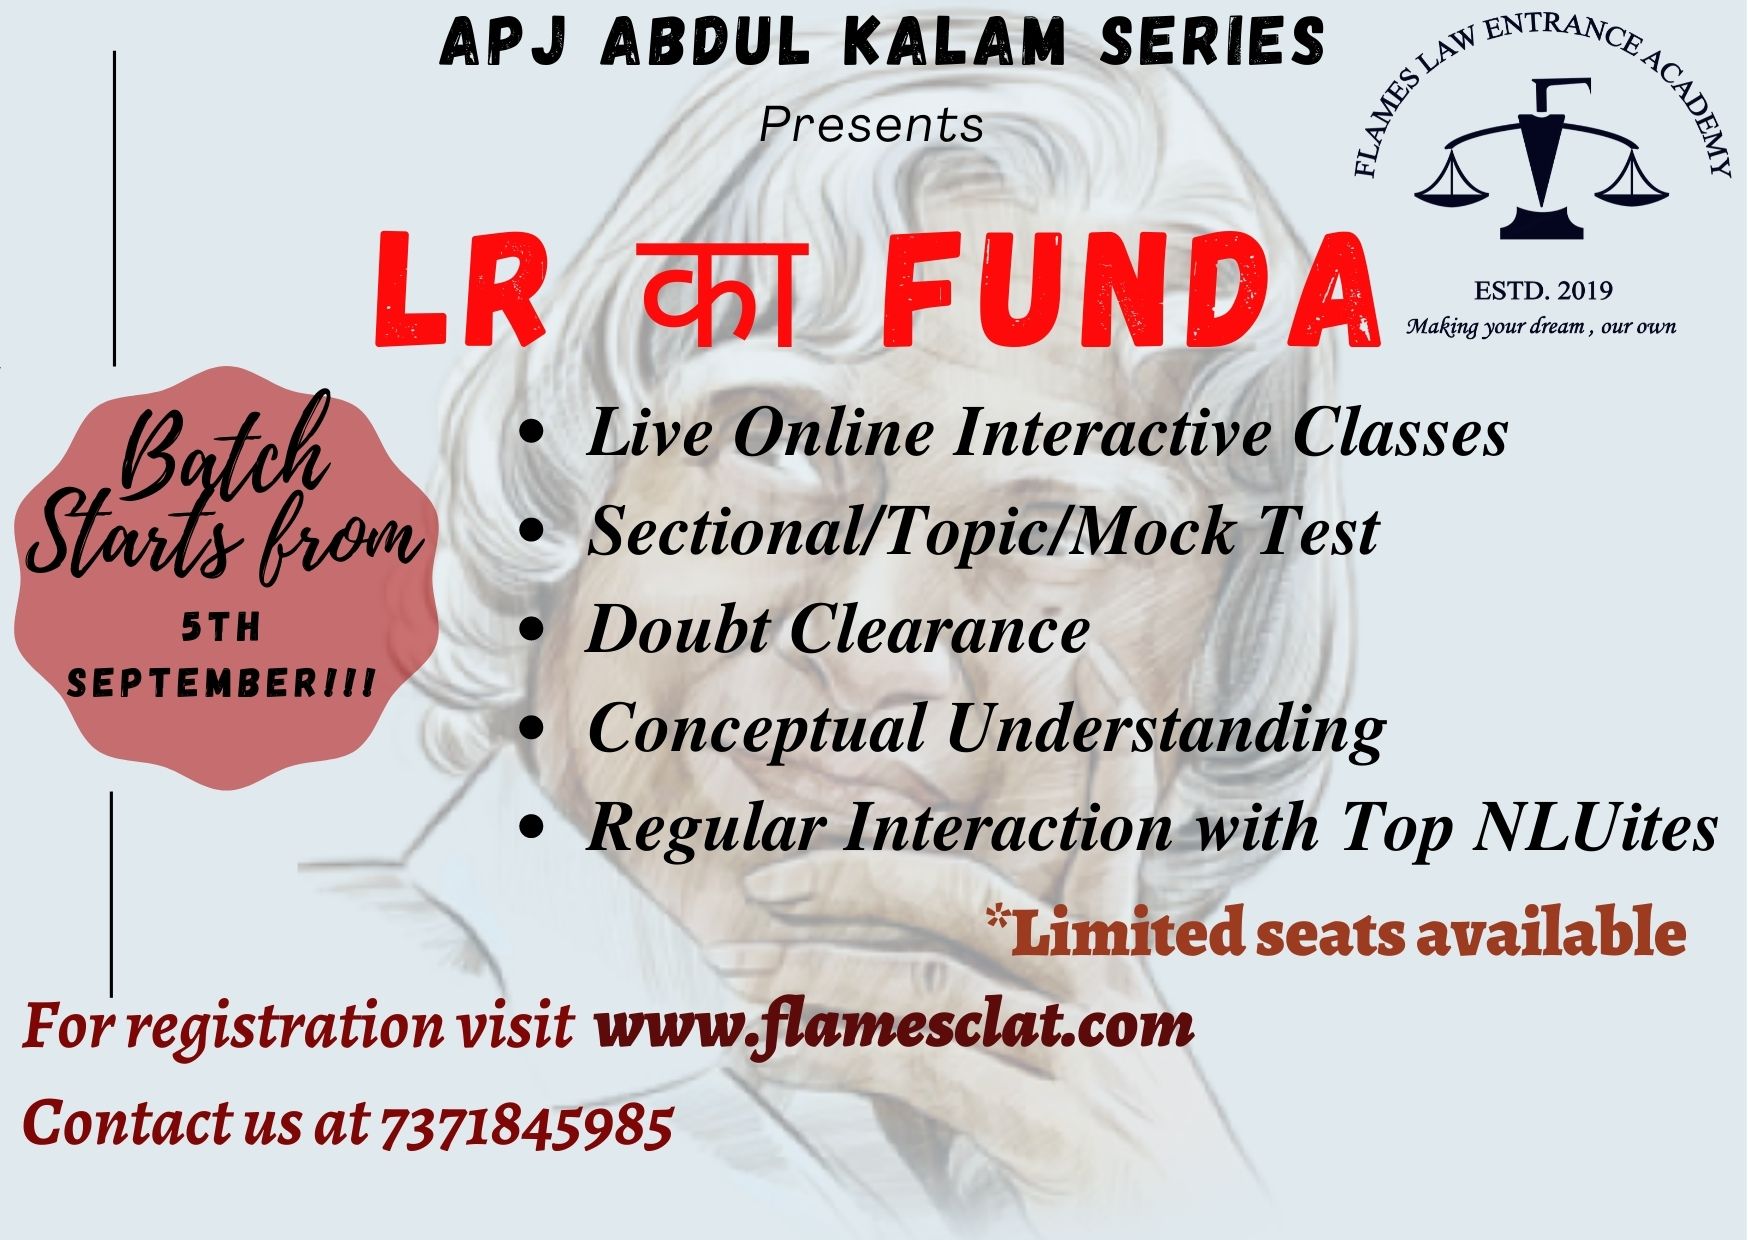 APJ ABDUL KALAM SERIES
Presents
FLAMES LAW ENTRANCE ACADEMY
ESTD. 2019
Making your dream , our own
LR का FUNDA
Batch
Starts from
5TH
SEPTEMBER!!!
• Live Online Interactive Classes
• Sectional/Topic/Mock Test
• Doubt Clearance
• Conceptual Understanding
• Regular Interaction with Top NLUites
*Limited seats available
For registration visit www.flamesclat.com
Contact us at 7371845985